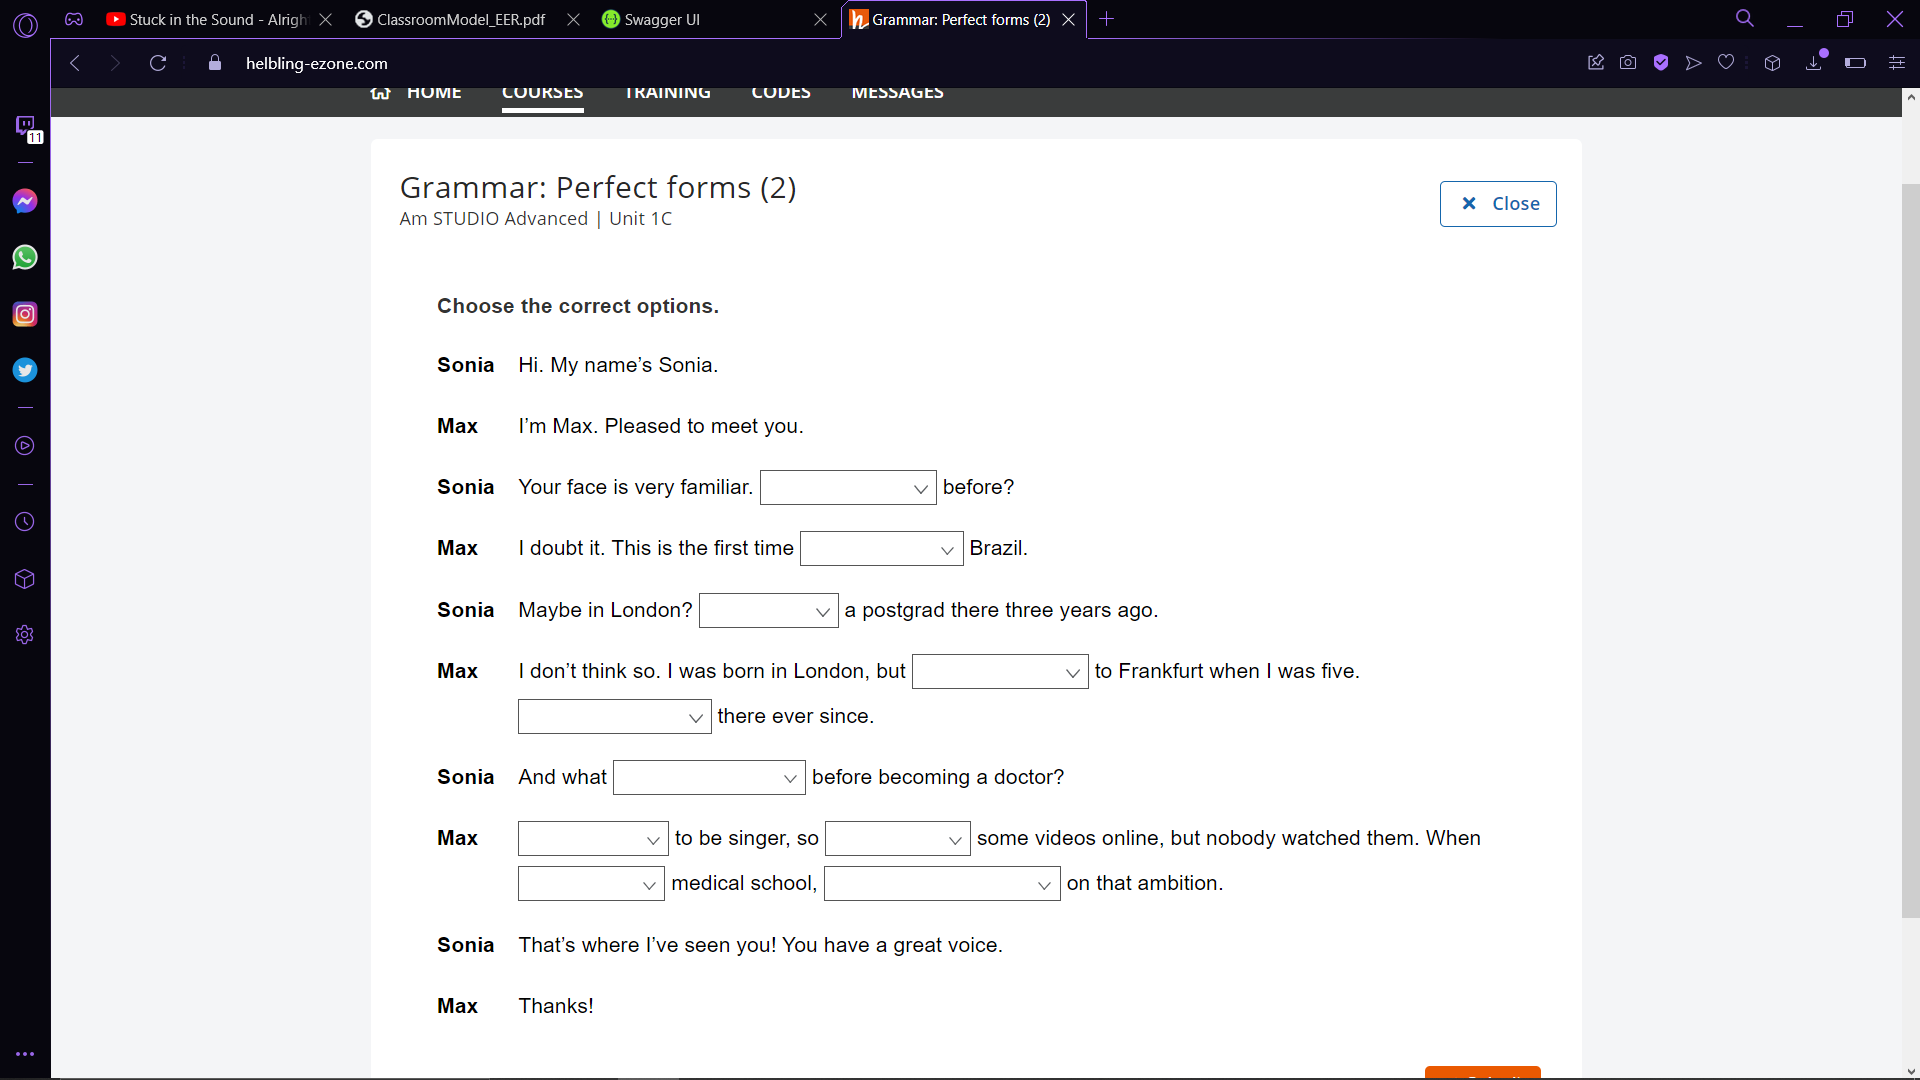 Stuck in the Sound - Alrigh
ClassroomModel_EER.pdf
Swagger UI
Grammar: Perfect forms (2)
helbling-ezone.com
HOME COURSES TRAINING CODES MESSAGES
11
Grammar: Perfect forms (2)
Am STUDIO Advanced | Unit 1C
Close
Choose the correct options.
Sonia Hi. My name’s Sonia.
Max I’m Max. Pleased to meet you.
Sonia Your face is very familiar. before?
Max I doubt it. This is the first time Brazil.
Sonia Maybe in London? a postgrad there three years ago.
Max I don’t think so. I was born in London, but to Frankfurt when I was five.
there ever since.
Sonia And what before becoming a doctor?
Max to be singer, so some videos online, but nobody watched them. When
medical school, on that ambition.
Sonia That’s where I’ve seen you! You have a great voice.
Max Thanks!